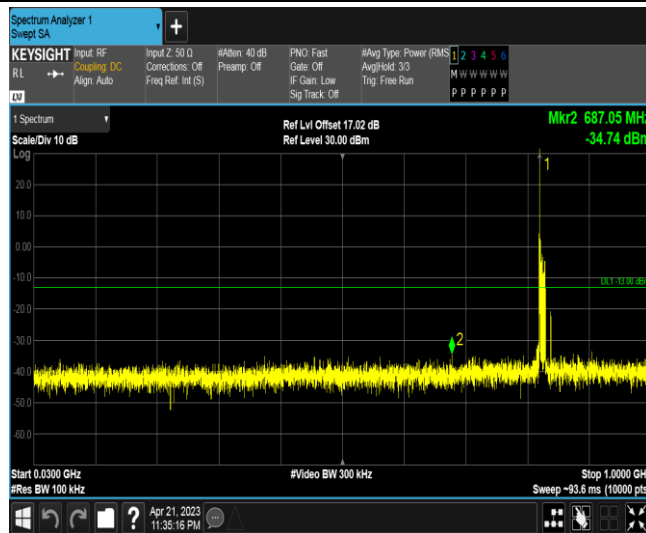 Spectrum Analyzer 1
Swept SA
KEYSIGHT
RL
LXI
Input: RF
Coupling: DC
Align: Auto
Input Z: 50 Ω
Corrections: Off
Freq Ref: Int (S)
#Atten: 40 dB
Preamp: Off
PNO: Fast
Gate: Off
IF Gain: Low
Sig Track: Off
#Avg Type: Power (RMS
Avg|Hold: 3/3
Trig: Free Run
1 2 3 4 5 6
M W W W W W
P P P P P P
1 Spectrum
Scale/Div 10 dB
Log
Ref Lvl Offset 17.02 dB
Ref Level 30.00 dBm
Mkr2 687.05 MHz
-34.74 dBm
1
20.0
10.0
0.00
-10.0
DL1 -13.00 dBm
-20.0
-30.0
2
-40.0
-50.0
-60.0
Start 0.0300 GHz
#Res BW 100 kHz
#Video BW 300 kHz
Stop 1.0000 GH
Sweep ~93.6 ms (10000 pts
?
Apr 21, 2023
11:35:16 PM